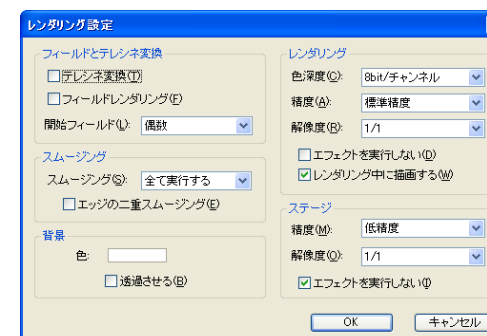 レンダリング設定
フィールドとテレシネ変換
テレシネ変換(T)
フィールドレンダリング(F)
開始フィールド(L): 偶数
スムージング
スムージング(S): 全て実行する
エッジの二重スムージング(E)
背景
色:
透過させる(B)
レンダリング
色深度(C): 8bit/チャンネル
精度(A): 標準精度
解像度(R): 1/1
エフェクトを実行しない(D)
レンダリング中に描画する(W)
ステージ
精度(M): 低精度
解像度(O): 1/1
エフェクトを実行しない(I)
OK キャンセル